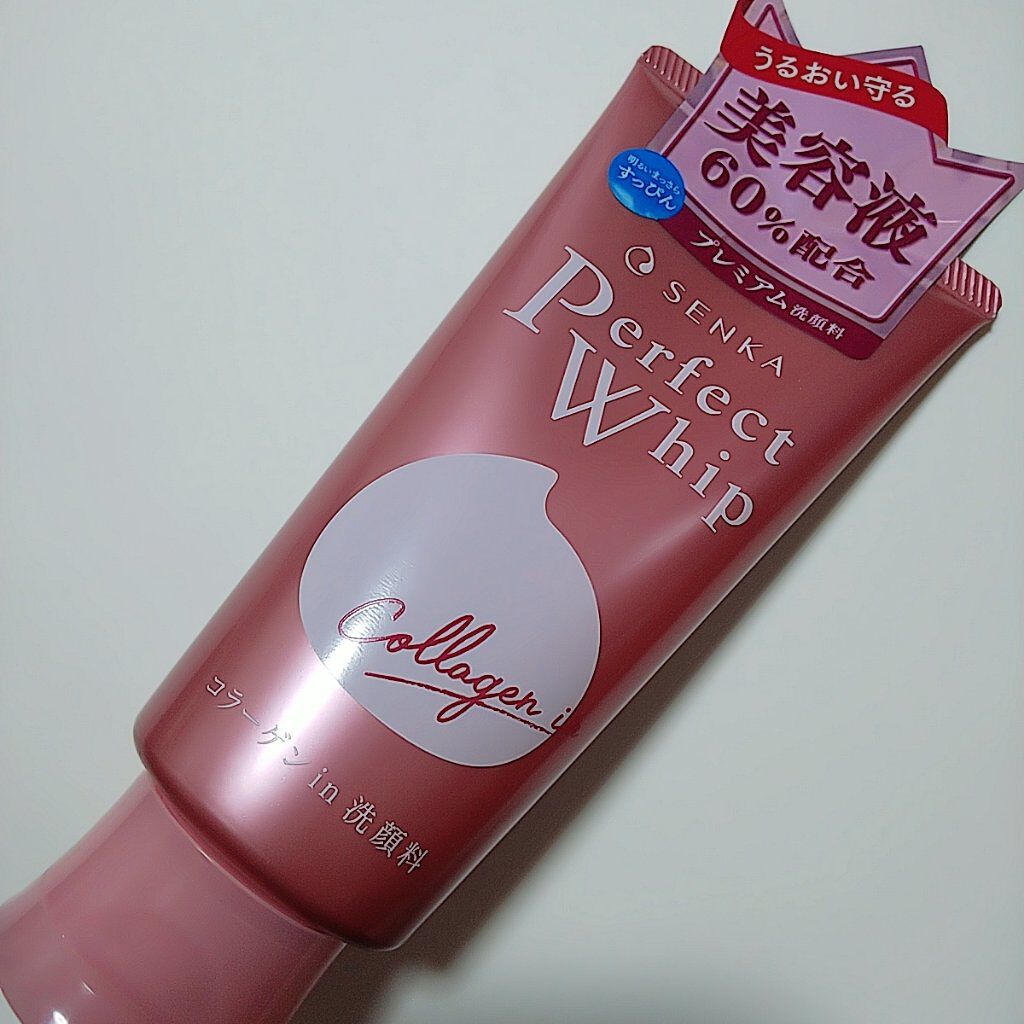 うるおい守る
美容液
60%配合
プレミアム洗顔料
明るいまっさら
すっぴん
SENKA
Perfect
Whip
Collagen i
コラーゲン in 洗顔料